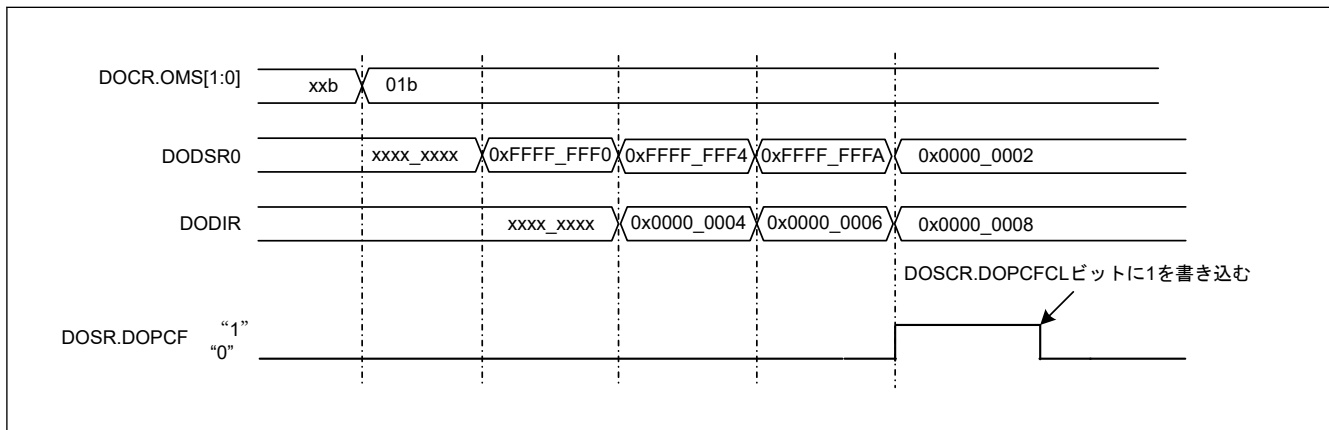 DOCR.OMS[1:0] xxb 01b
DODSR0 xxxx_xxxx 0xFFFF_FFF0 0xFFFF_FFF4 0xFFFF_FFFA 0x0000_0002
DODIR xxxx_xxxx 0x0000_0004 0x0000_0006 0x0000_0008
DOSCR.DOPCFCLビットに1を書き込む
DOSR.DOPCF “1”
“0”